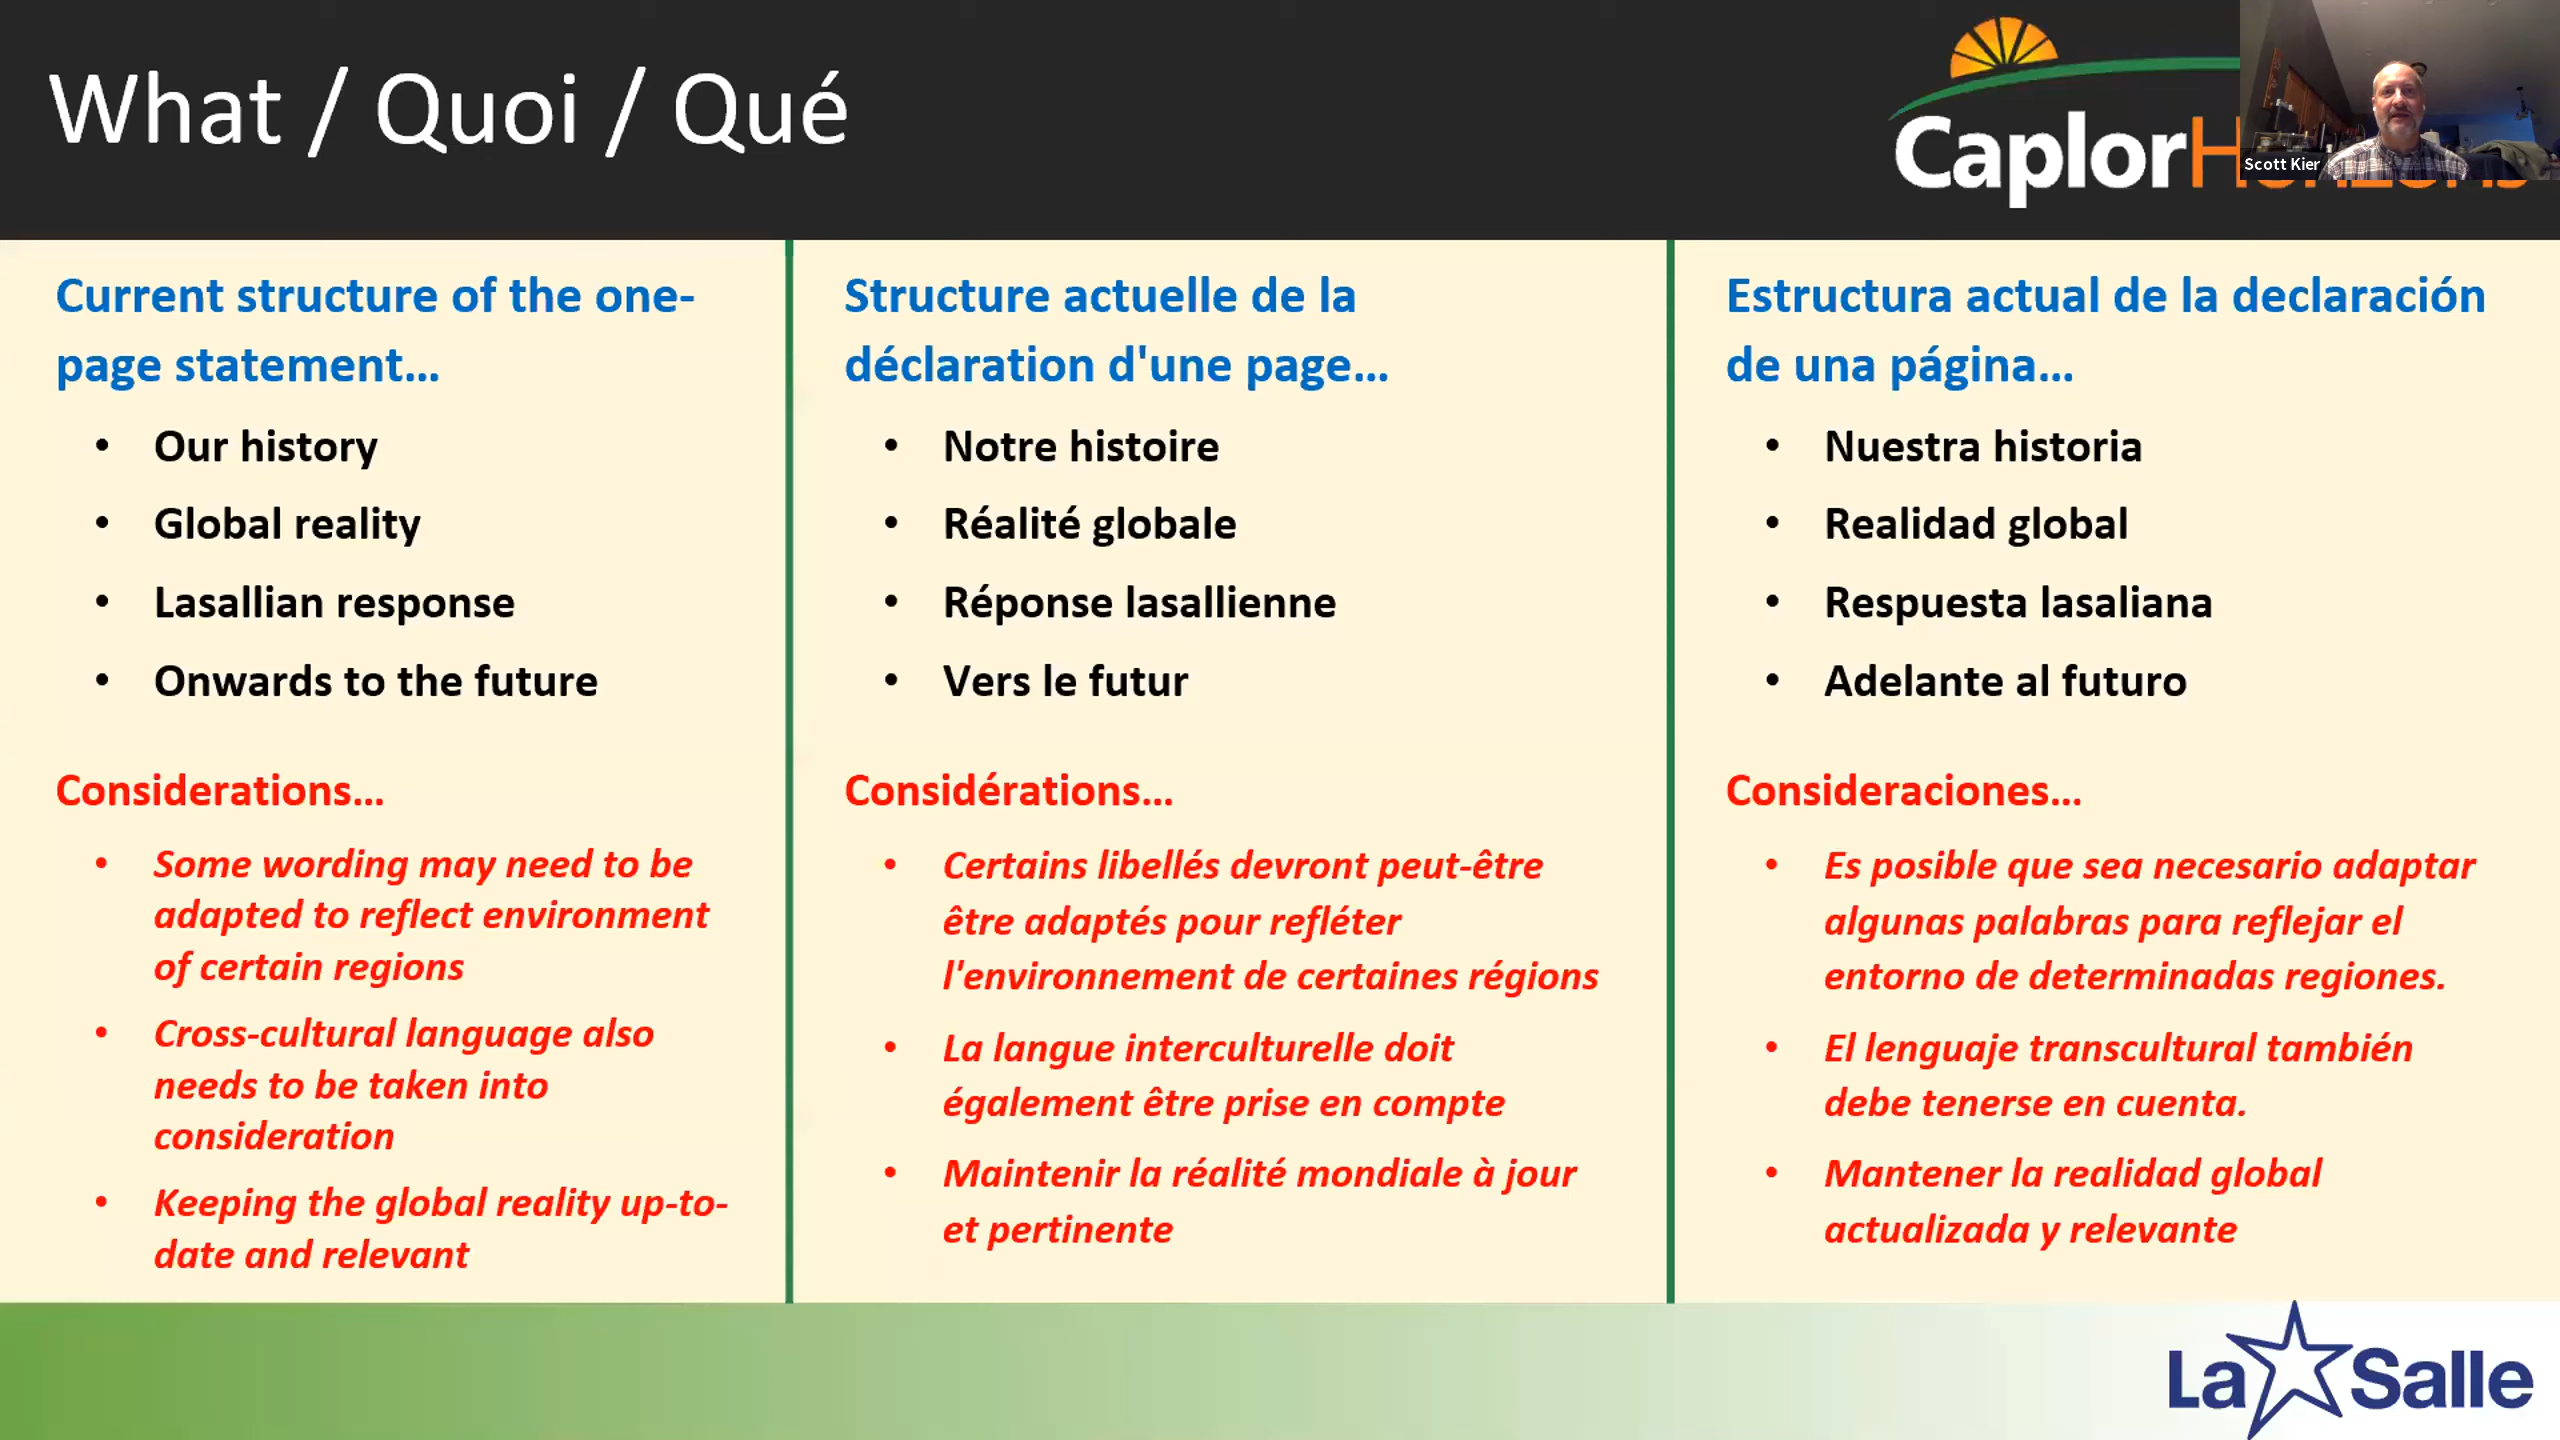 What / Quoi / Qué
Caplor
Scott Kier
Current structure of the one-
page statement...
• Our history
• Global reality
• Lasallian response
• Onwards to the future
Considerations...
• Some wording may need to be
adapted to reflect environment
of certain regions
• Cross-cultural language also
needs to be taken into
consideration
• Keeping the global reality up-to-
date and relevant
Structure actuelle de la
déclaration d'une page...
• Notre histoire
• Réalité globale
• Réponse lasallienne
• Vers le futur
Considérations...
• Certains libellés devront peut-être
être adaptés pour refléter
l'environnement de certaines régions
• La langue interculturelle doit
également être prise en compte
• Maintenir la réalité mondiale à jour
et pertinente
Estructura actual de la declaración
de una página...
• Nuestra historia
• Realidad global
• Respuesta lasaliana
• Adelante al futuro
Consideraciones...
• Es posible que sea necesario adaptar
algunas palabras para reflejar el
entorno de determinadas regiones.
• El lenguaje transcultural también
debe tenerse en cuenta.
• Mantener la realidad global
actualizada y relevante
La Salle